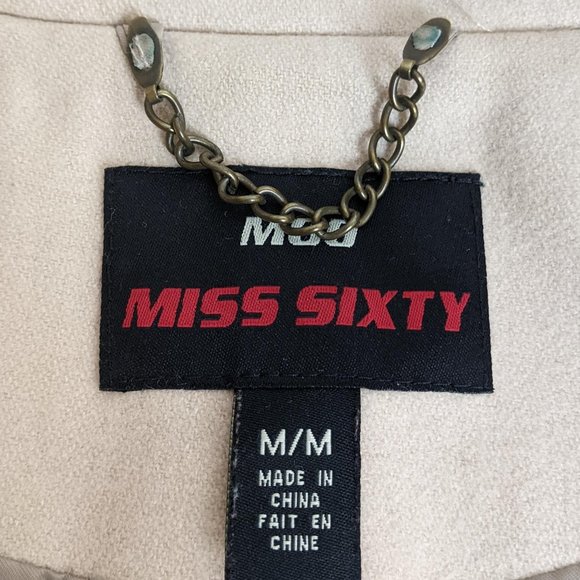 M60
MISS SIXTY
M/M
MADE IN
CHINA
FAIT EN
CHINE